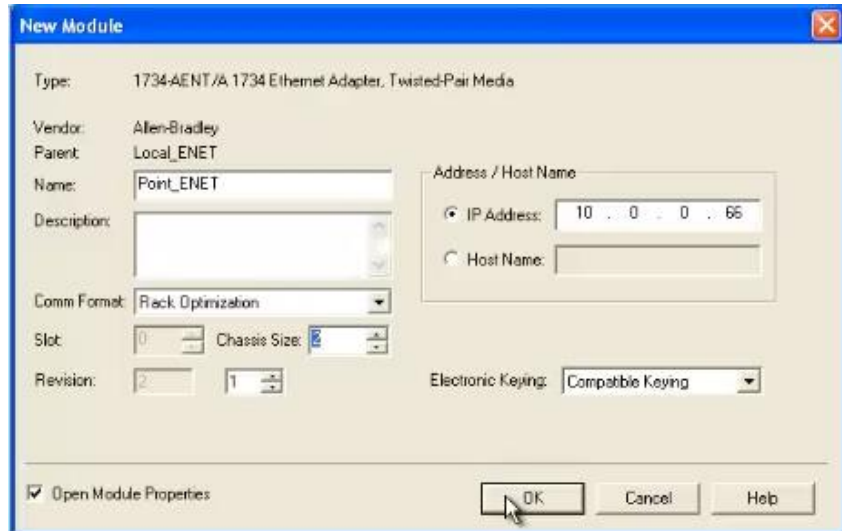 New Module
Type: 1734-AENT/A 1734 Ethernet Adapter, Twisted-Pair Media
Vendor: Allen-Bradley
Parent: Local_ENET
Name: Point_ENET
Address / Host Name
IP Address: 10 . 0 . 0 . 66
Description:
Host Name:
Comm Format: Rack Optimization
Slot: 0 Chassis Size: 2
Revision: 2 1 Electronic Keying: Compatible Keying
Open Module Properties OK Cancel Help